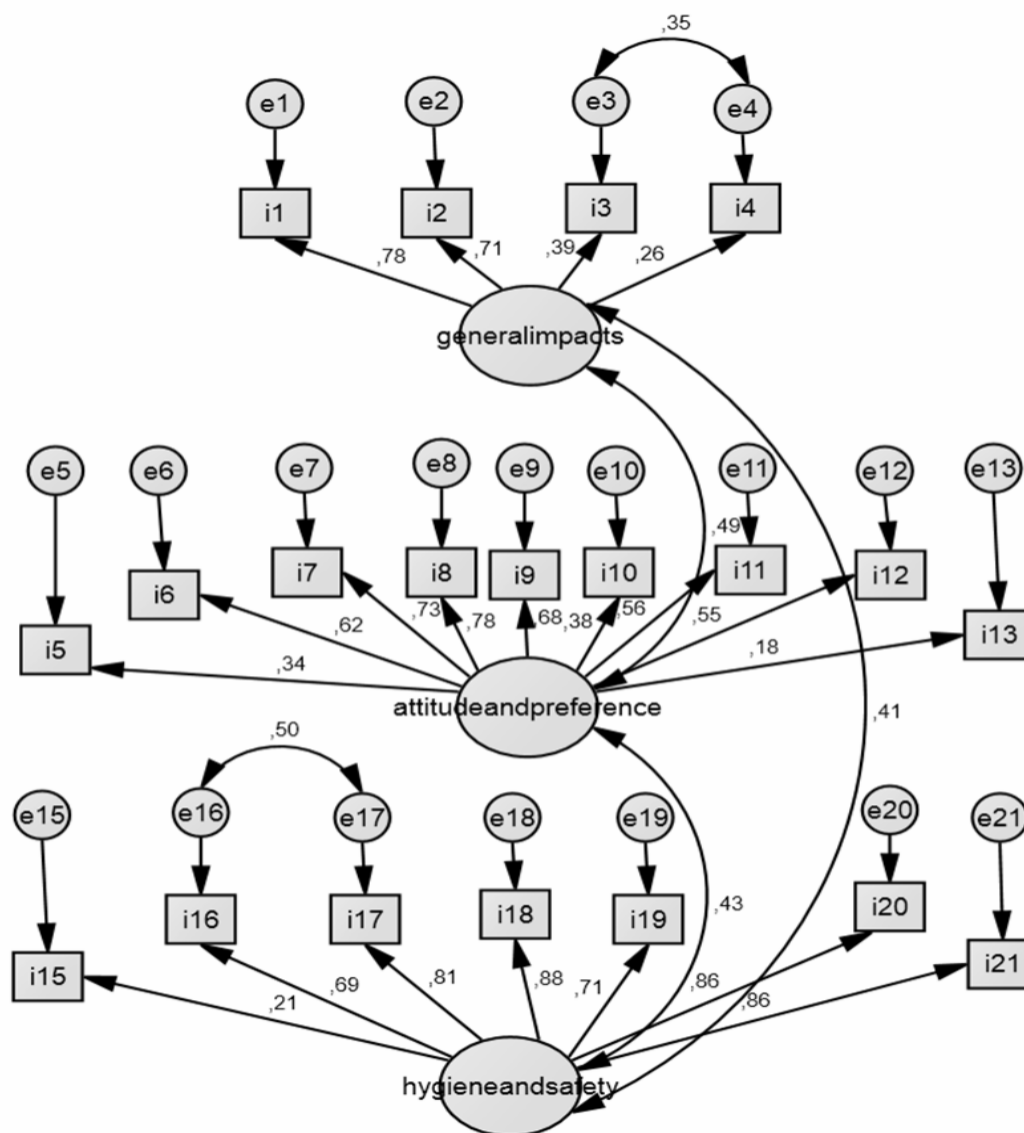 ,35
e1 e2 e3 e4
i1 i2 i3 i4
,78 ,71 ,39 ,26
generalimpacts
e5 e6 e7 e8 e9 e10 e11 e12 e13
,49
i5 i6 i7 i8 i9 i10 i11 i12 i13
,34 ,62 ,73 ,78 ,68 ,38 ,56 ,55 ,18
attitudeandpreference
,41
,50
e15 e16 e17 e18 e19 e20 e21
,43
i15 i16 i17 i18 i19 i20 i21
,21 ,69 ,81 ,88 ,71 ,86 ,86
hygieneandsafety